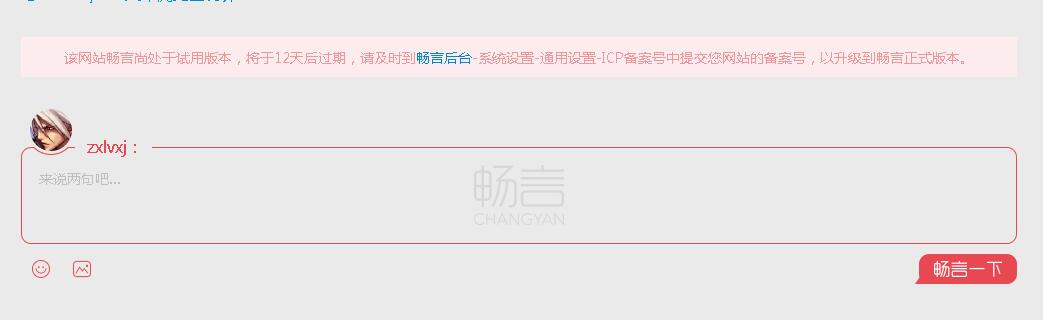 该网站畅言尚处于试用版本，将于12天后过期，请及时到畅言后台-系统设置-通用设置-ICP备案号中提交您网站的备案号，以升级到畅言正式版本。
zxlvxj：
来说两句吧...
畅言
CHANGYAN
畅言一下